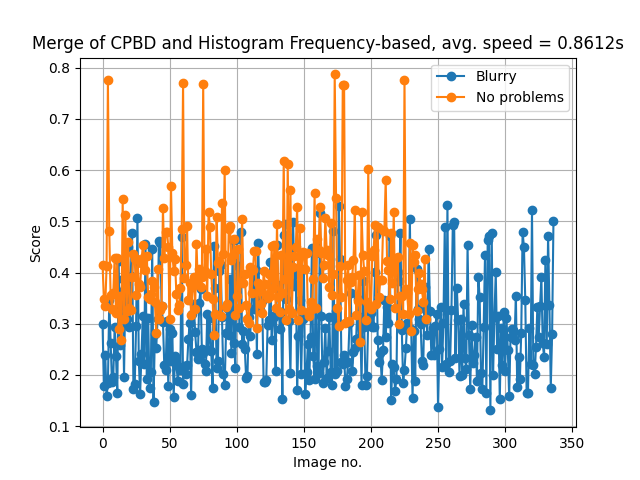 Merge of CPBD and Histogram Frequency-based, avg. speed = 0.8612s
Blurry
No problems
0.8
0.7
0.6
0.5
0.4
0.3
0.2
0.1
Score
0 50 100 150 200 250 300 350
Image no.